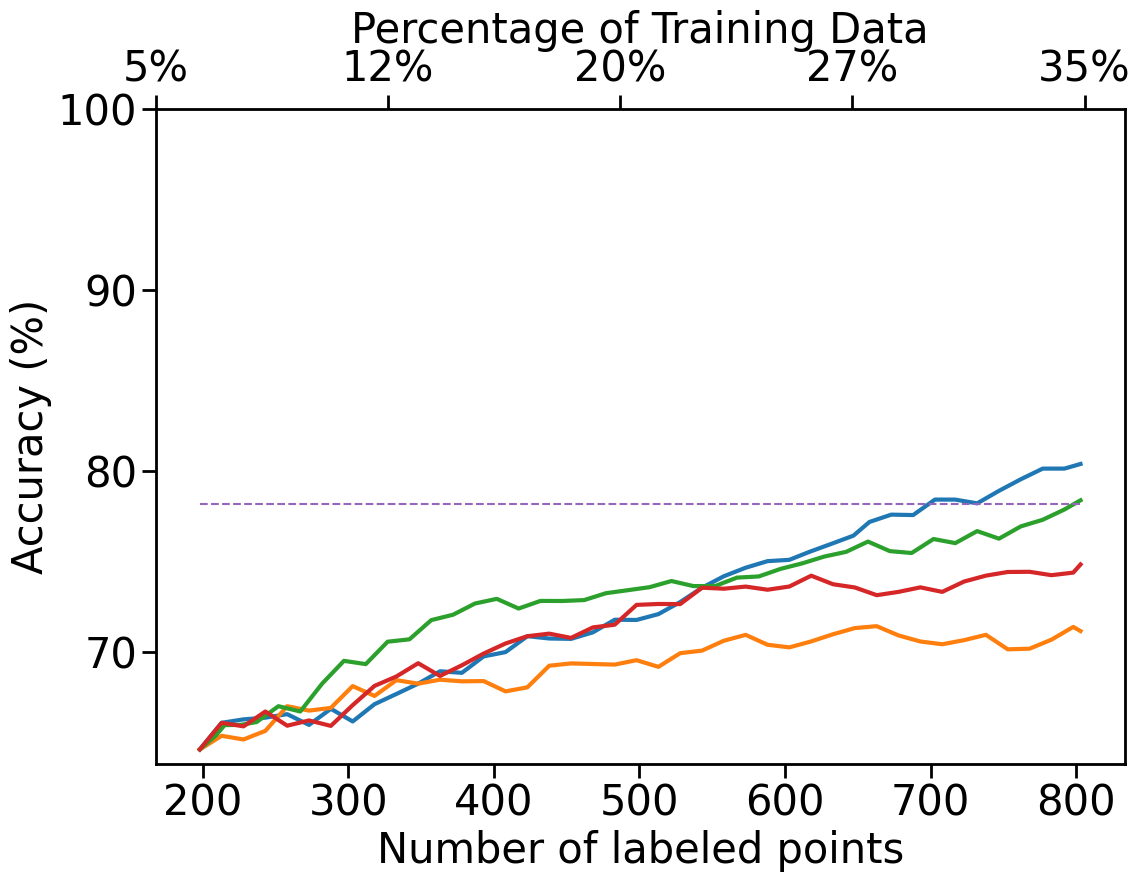 Percentage of Training Data
5% 12% 20% 27% 35%
100
90
80
70
Accuracy (%)
200 300 400 500 600 700 800
Number of labeled points